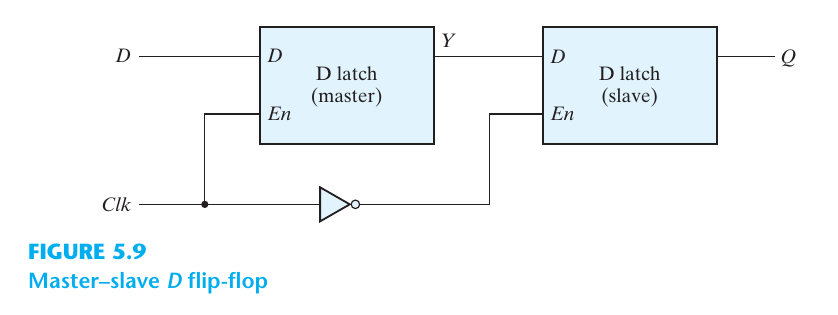 D
D
D latch
(master)
En
Y
D
D latch
(slave)
En
Q
Clk
FIGURE 5.9
Master–slave D flip-flop